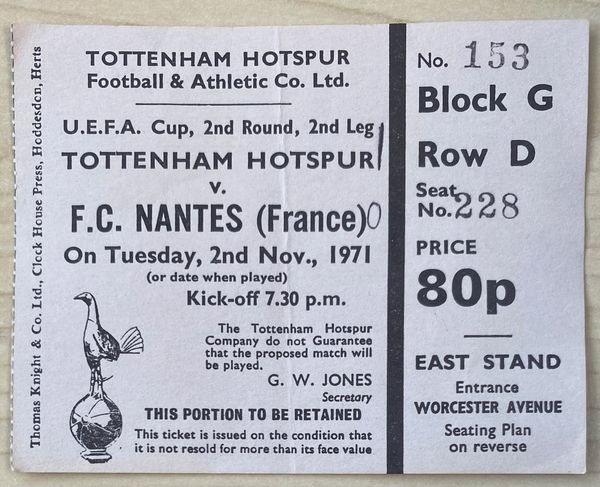 Thomas Knight & Co. Ltd., Clock House Press, Hoddesdon, Herts
TOTTENHAM HOTSPUR
Football & Athletic Co. Ltd.
U.E.F.A. Cup, 2nd Round, 2nd Leg
TOTTENHAM HOTSPUR 1
v.
F.C. NANTES (France) 0
On Tuesday, 2nd Nov., 1971
(or date when played)
Kick-off 7.30 p.m.
The Tottenham Hotspur
Company do not Guarantee
that the proposed match will
be played.
G. W. JONES
Secretary
THIS PORTION TO BE RETAINED
This ticket is issued on the condition that
it is not resold for more than its face value
No. 153
Block G
Row D
Seat
No. 228
PRICE
80p
EAST STAND
Entrance
WORCESTER AVENUE
Seating Plan
on reverse